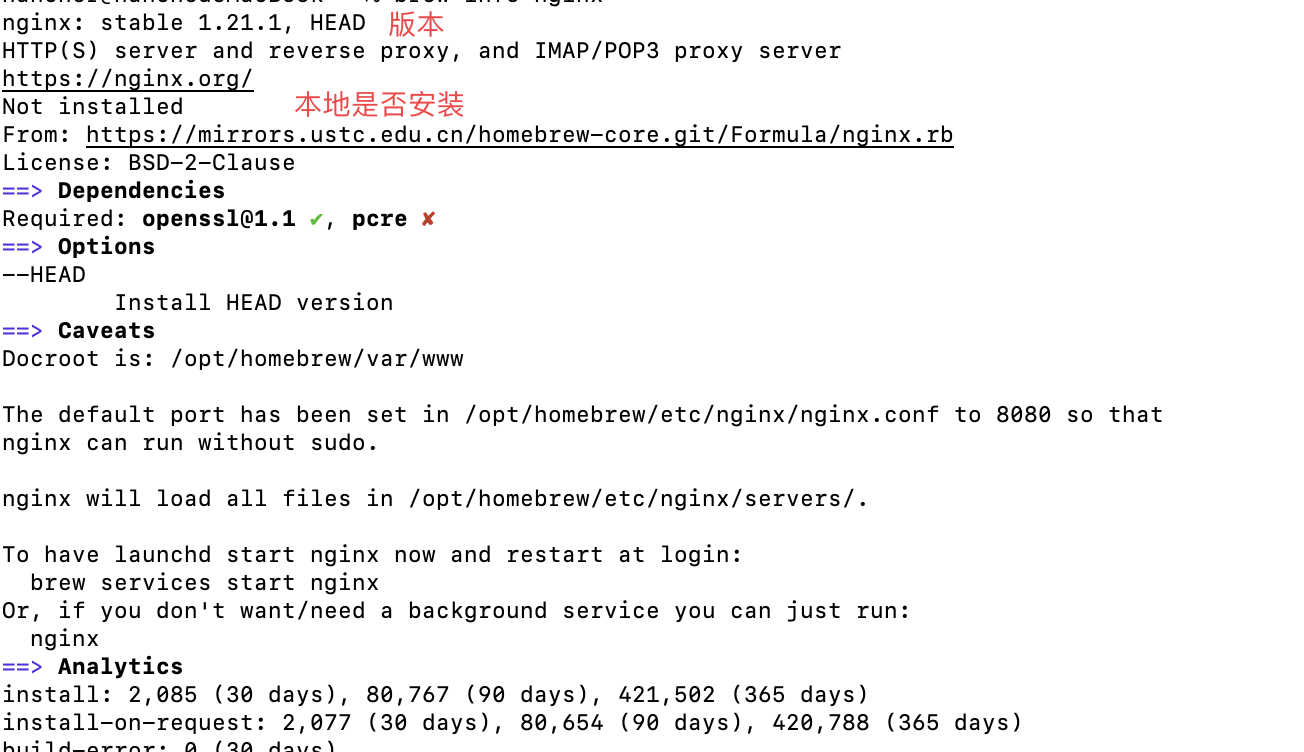 nginx: stable 1.21.1, HEAD 版本
HTTP(S) server and reverse proxy, and IMAP/POP3 proxy server
https://nginx.org/
Not installed 本地是否安装
From: https://mirrors.ustc.edu.cn/homebrew-core.git/Formula/nginx.rb
License: BSD-2-Clause
==> Dependencies
Required: openssl@1.1 ✔, pcre ✘
==> Options
--HEAD
Install HEAD version
==> Caveats
Docroot is: /opt/homebrew/var/www
The default port has been set in /opt/homebrew/etc/nginx/nginx.conf to 8080 so that
nginx can run without sudo.
nginx will load all files in /opt/homebrew/etc/nginx/servers/.
To have launchd start nginx now and restart at login:
brew services start nginx
Or, if you don't want/need a background service you can just run:
nginx
==> Analytics
install: 2,085 (30 days), 80,767 (90 days), 421,502 (365 days)
install-on-request: 2,077 (30 days), 80,654 (90 days), 420,788 (365 days)
build-error: 0 (30 days)